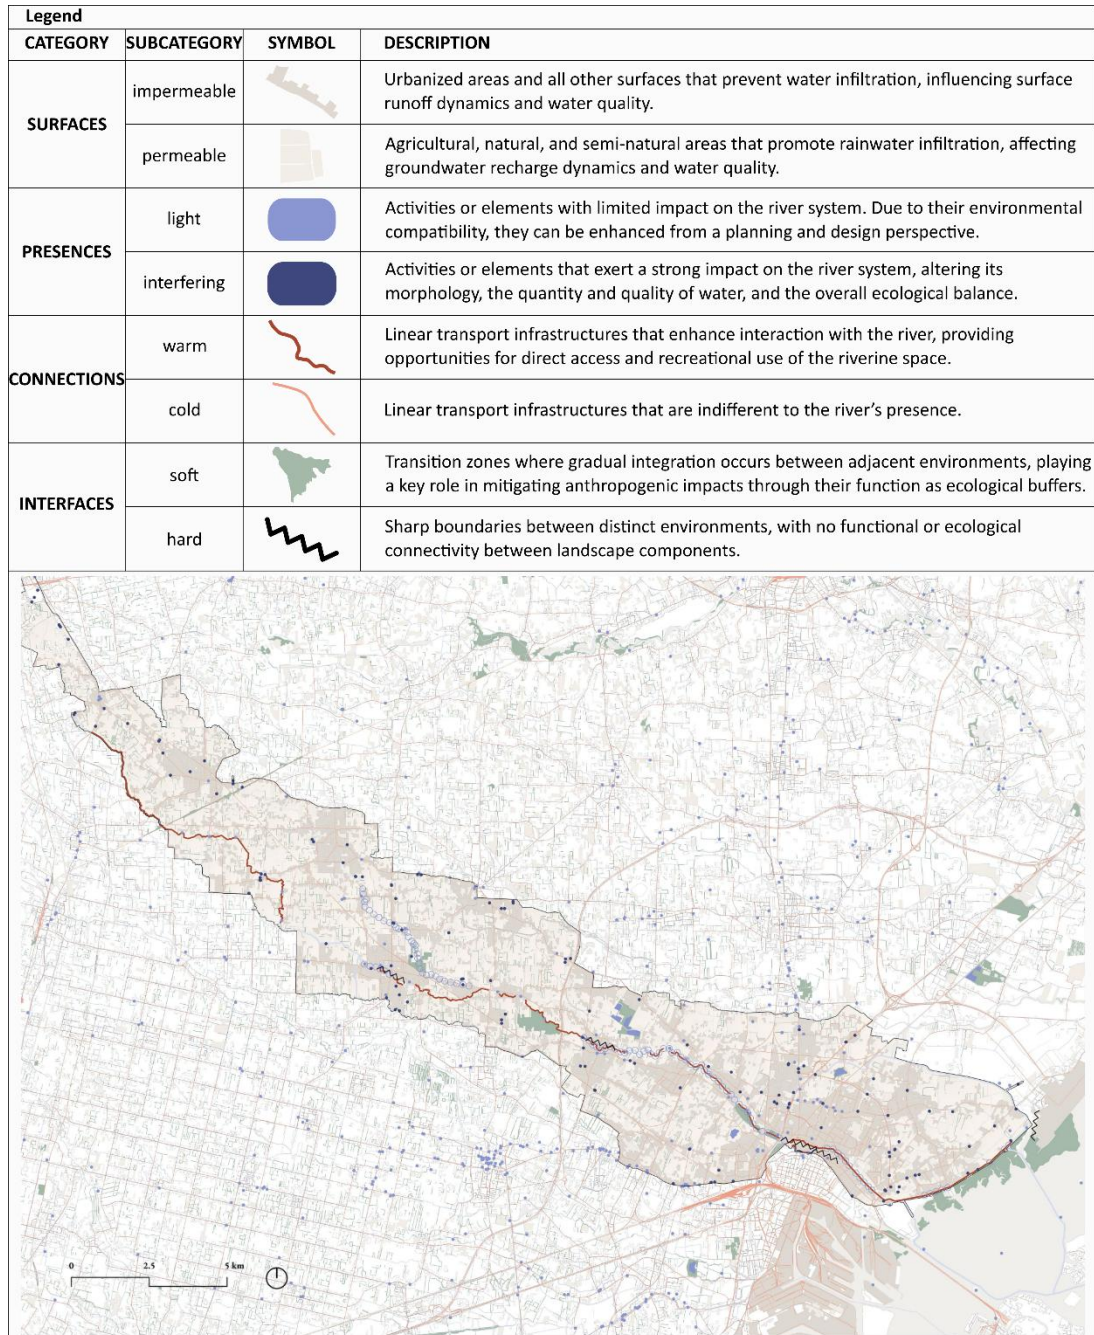 Legend
CATEGORY SUBCATEGORY SYMBOL DESCRIPTION
SURFACES
impermeable
Urbanized areas and all other surfaces that prevent water infiltration, influencing surface
runoff dynamics and water quality.
permeable
Agricultural, natural, and semi-natural areas that promote rainwater infiltration, affecting
groundwater recharge dynamics and water quality.
PRESENCES
light
Activities or elements with limited impact on the river system. Due to their environmental
compatibility, they can be enhanced from a planning and design perspective.
interfering
Activities or elements that exert a strong impact on the river system, altering its
morphology, the quantity and quality of water, and the overall ecological balance.
CONNECTIONS
warm
Linear transport infrastructures that enhance interaction with the river, providing
opportunities for direct access and recreational use of the riverine space.
cold
Linear transport infrastructures that are indifferent to the river's presence.
INTERFACES
soft
Transition zones where gradual integration occurs between adjacent environments, playing
a key role in mitigating anthropogenic impacts through their function as ecological buffers.
hard
Sharp boundaries between distinct environments, with no functional or ecological
connectivity between landscape components.
0 2.5 5 km